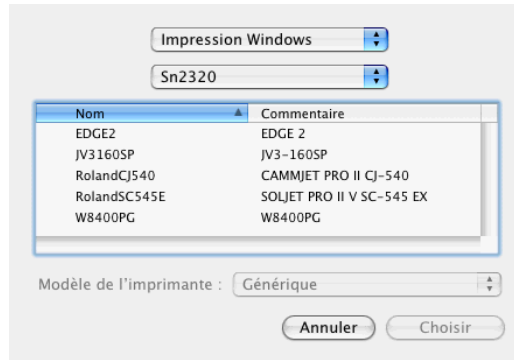 Impression Windows
Sn2320
Nom Commentaire
EDGE2 EDGE 2
JV3160SP JV3-160SP
RolandCJ540 CAMMJET PRO II CJ-540
RolandSC545E SOLJET PRO II V SC-545 EX
W8400PG W8400PG
Modèle de l'imprimante : Générique
Annuler Choisir